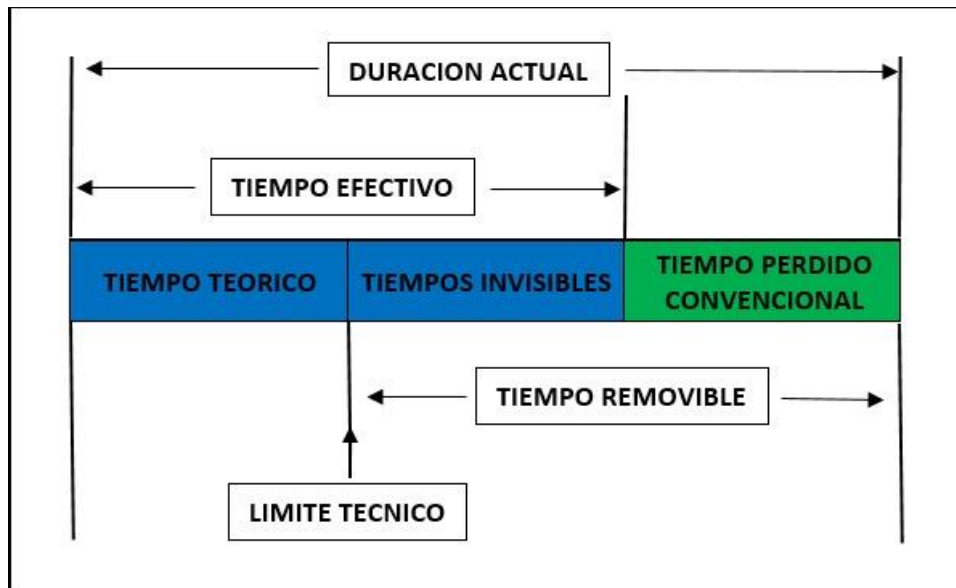 DURACION ACTUAL
TIEMPO EFECTIVO
TIEMPO TEORICO
TIEMPOS INVISIBLES
TIEMPO PERDIDO
CONVENCIONAL
TIEMPO REMOVIBLE
LIMITE TECNICO